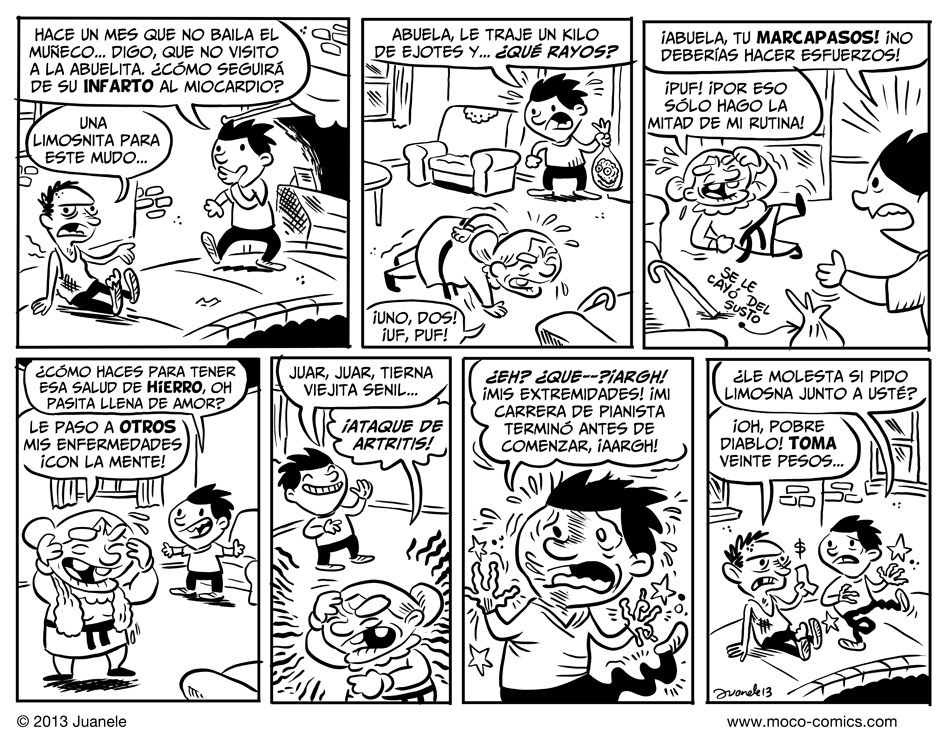 HACE UN MES QUE NO BAILA EL
MUÑECO... DIGO, QUE NO VISITO
A LA ABUELITA. ¿CÓMO SEGUIRÁ
DE SU INFARTO AL MIOCARDIO?
UNA
LIMOSNITA PARA
ESTE MUDO...
ABUELA, LE TRAJE UN KILO
DE EJOTES Y... ¿QUÉ RAYOS?
¡UNO, DOS!
¡UF, PUF!
¡ABUELA, TU MARCAPASOS! ¡NO
DEBERÍAS HACER ESFUERZOS!
¡PUF! ¡POR ESO
SÓLO HAGO LA
MITAD DE MI RUTINA!
SE LE
CAYÓ DEL
SUSTO
¿CÓMO HACES PARA TENER
ESA SALUD DE HIERRO, OH
PASITA LLENA DE AMOR?
LE PASO A OTROS
MIS ENFERMEDADES
¡CON LA MENTE!
JUAR, JUAR, TIERNA
VIEJITA SENIL...
¡ATAQUE DE
ARTRITIS!
¿EH? ¿QUE--?¡ARGH!
¡MIS EXTREMIDADES! ¡MI
CARRERA DE PIANISTA
TERMINÓ ANTES DE
COMENZAR, ¡AARGH!
¿LE MOLESTA SI PIDO
LIMOSNA JUNTO A USTÉ?
¡OH, POBRE
DIABLO! TOMA
VEINTE PESOS...
$
Juanele13
© 2013 Juanele
www.moco-comics.com